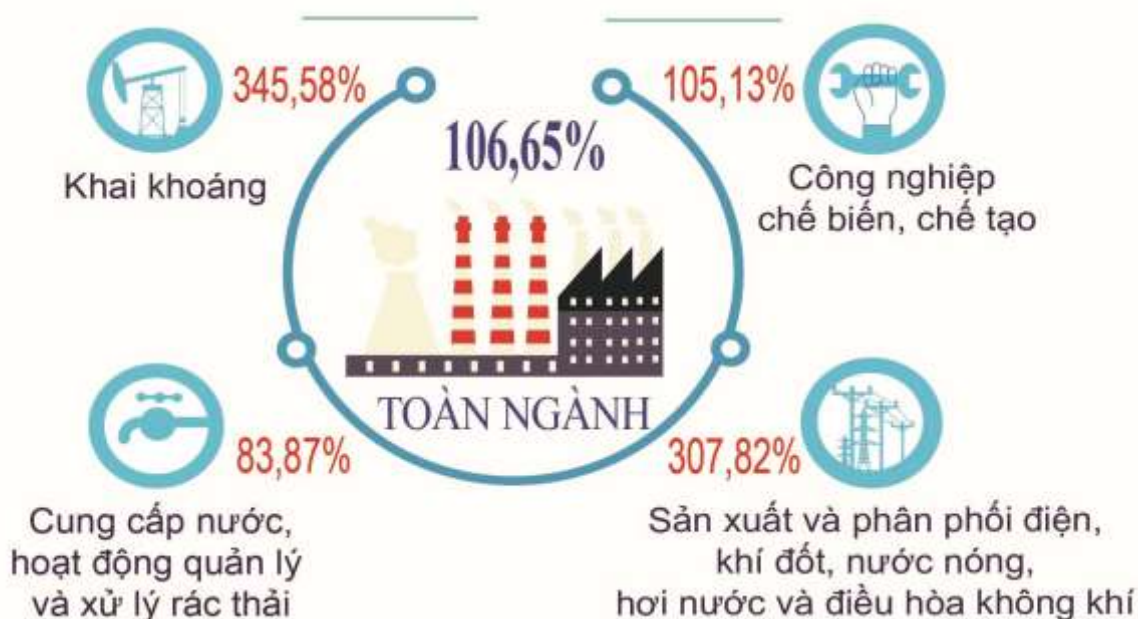 345,58%
Khai khoáng
105,13%
Công nghiệp
chế biến, chế tạo
106,65%
TOÀN NGÀNH
83,87%
Cung cấp nước,
hoạt động quản lý
và xử lý rác thải
307,82%
Sản xuất và phân phối điện,
khí đốt, nước nóng,
hơi nước và điều hòa không khí